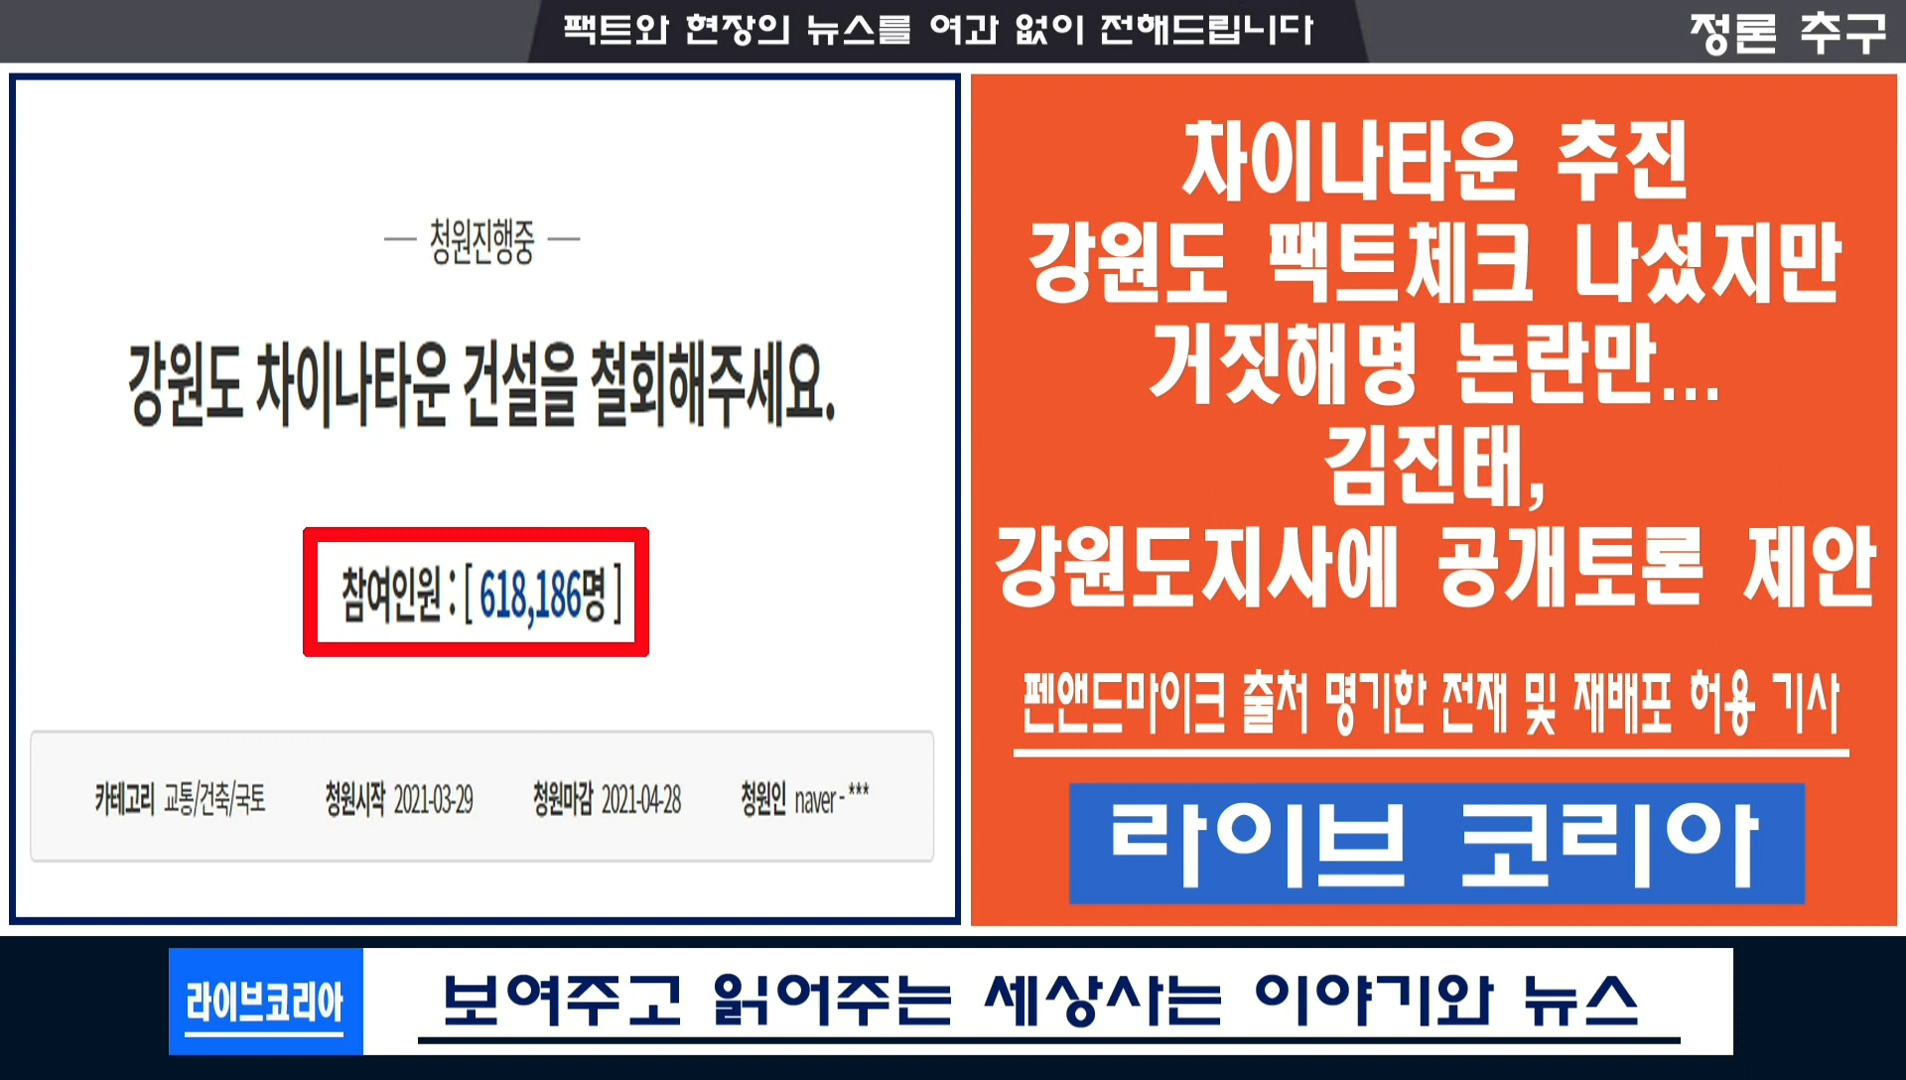 팩트와 현장의 뉴스를 여과 없이 전해드립니다
정론 추구
청원진행중
강원도 차이나타운 건설을 철회해주세요.
참여인원 : [ 618,186명 ]
카테고리 교통/건축/국토 청원시작 2021-03-29 청원마감 2021-04-28 청원인 naver - ***
차이나타운 추진
강원도 팩트체크 나섰지만
거짓해명 논란만...
김진태,
강원도지사에 공개토론 제안
펜앤드마이크 출처 명기한 전재 및 재배포 허용 기사
라이브 코리아
라이브코리아
보여주고 읽어주는 세상사는 이야기와 뉴스